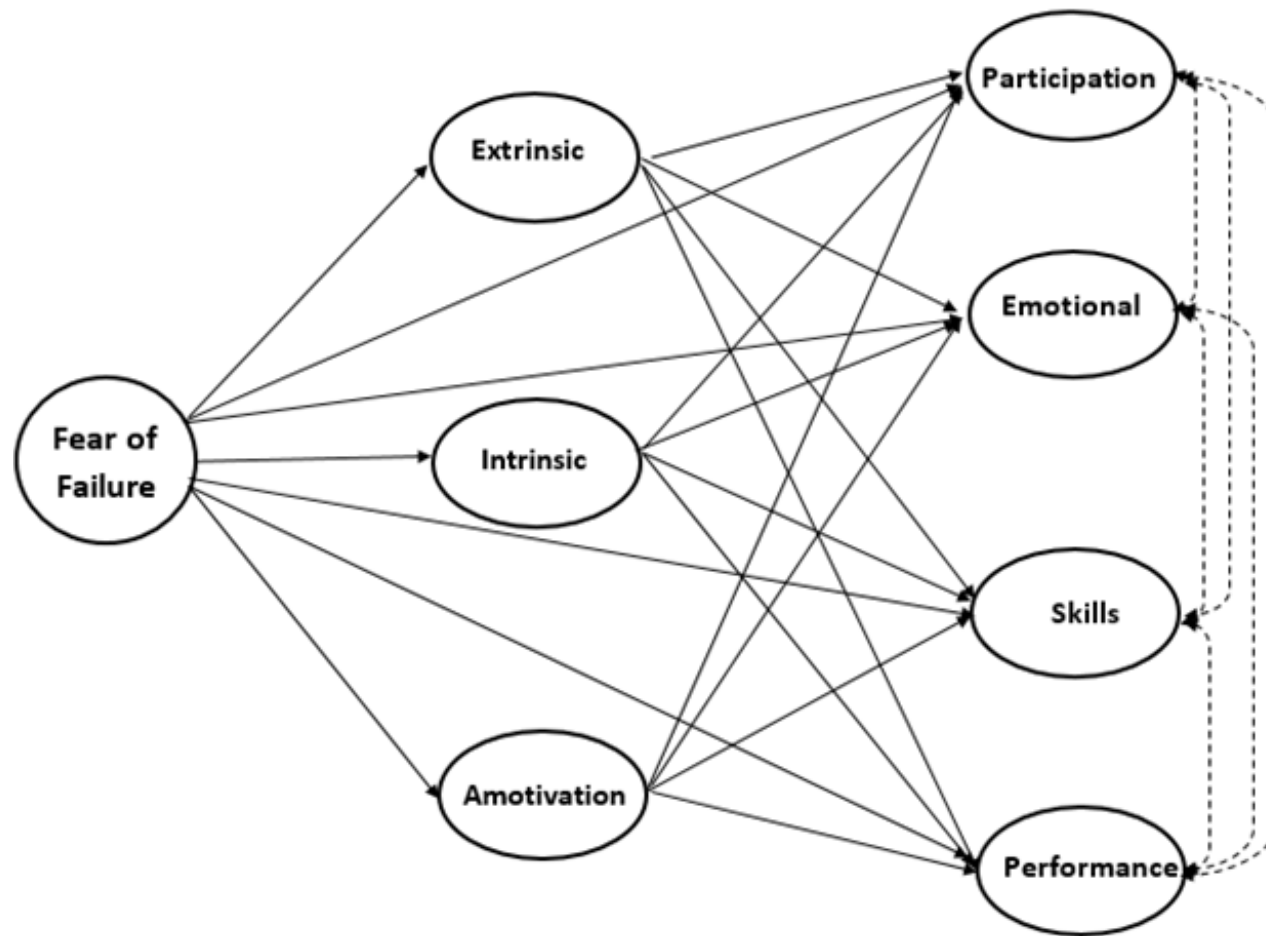 Participation
Extrinsic
Emotional
Fear of
Failure
Intrinsic
Skills
Amotivation
Performance